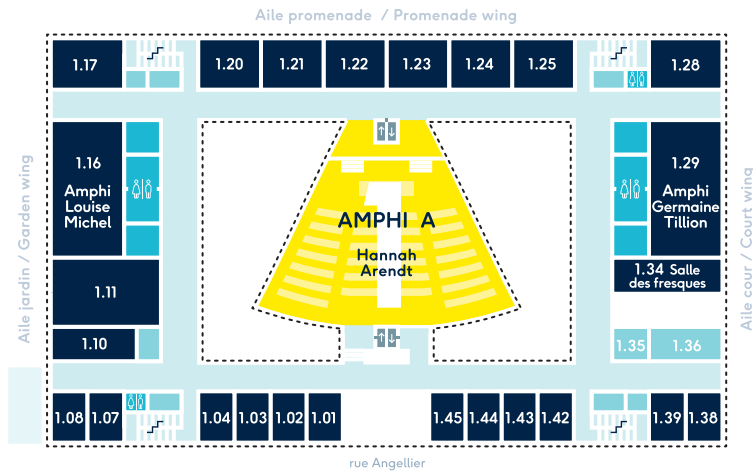 Aile promenade / Promenade wing
1.17
1.20
1.21
1.22
1.23
1.24
1.25
1.28
1.16
Amphi
Louise
Michel
1
AMPHI A
Hannah
Arendt
1.29
Amphi
Germaine
Tillion
Aile jardin / Garden wing
Aile cour / Court wing
1.34 Salle
des fresques
1.11
1.10
1.35
1.36
1.08
1.07
1.04
1.03
1.02
1.01
1.45
1.44
1.43
1.42
1.39
1.38
rue Angellier